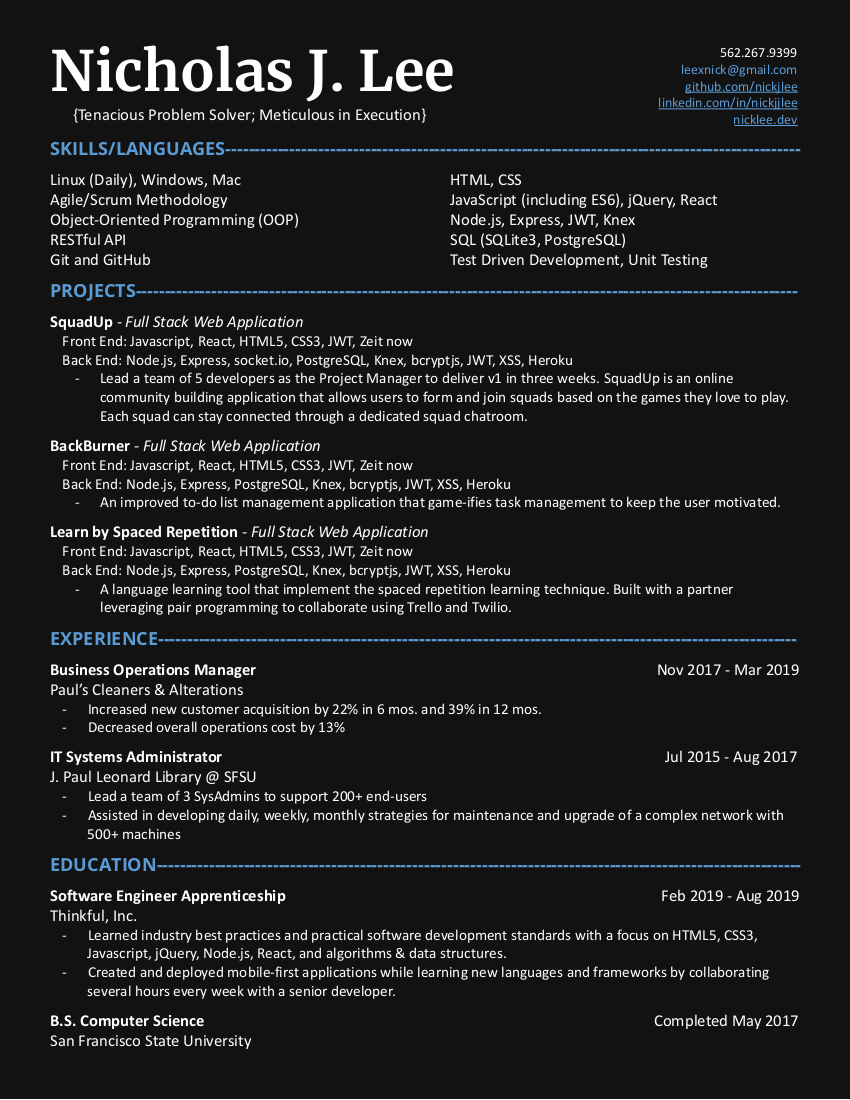 Nicholas J. Lee
{Tenacious Problem Solver; Meticulous in Execution}
562.267.9399
leexnick@gmail.com
github.com/nickjlee
linkedin.com/in/nickjjlee
nicklee.dev
SKILLS/LANGUAGES
Linux (Daily), Windows, Mac
Agile/Scrum Methodology
Object-Oriented Programming (OOP)
RESTful API
Git and GitHub
HTML, CSS
JavaScript (including ES6), jQuery, React
Node.js, Express, JWT, Knex
SQL (SQLite3, PostgreSQL)
Test Driven Development, Unit Testing
PROJECTS
SquadUp - Full Stack Web Application
Front End: Javascript, React, HTML5, CSS3, JWT, Zeit now
Back End: Node.js, Express, socket.io, PostgreSQL, Knex, bcryptjs, JWT, XSS, Heroku
- Lead a team of 5 developers as the Project Manager to deliver v1 in three weeks. SquadUp is an online
community building application that allows users to form and join squads based on the games they love to play.
Each squad can stay connected through a dedicated squad chatroom.
BackBurner - Full Stack Web Application
Front End: Javascript, React, HTML5, CSS3, JWT, Zeit now
Back End: Node.js, Express, PostgreSQL, Knex, bcryptjs, JWT, XSS, Heroku
- An improved to-do list management application that game-ifies task management to keep the user motivated.
Learn by Spaced Repetition - Full Stack Web Application
Front End: Javascript, React, HTML5, CSS3, JWT, Zeit now
Back End: Node.js, Express, PostgreSQL, Knex, bcryptjs, JWT, XSS, Heroku
- A language learning tool that implement the spaced repetition learning technique. Built with a partner
leveraging pair programming to collaborate using Trello and Twilio.
EXPERIENCE
Business Operations Manager Nov 2017 - Mar 2019
Paul's Cleaners & Alterations
- Increased new customer acquisition by 22% in 6 mos. and 39% in 12 mos.
- Decreased overall operations cost by 13%
IT Systems Administrator Jul 2015 - Aug 2017
J. Paul Leonard Library @ SFSU
- Lead a team of 3 SysAdmins to support 200+ end-users
- Assisted in developing daily, weekly, monthly strategies for maintenance and upgrade of a complex network with
500+ machines
EDUCATION
Software Engineer Apprenticeship Feb 2019 - Aug 2019
Thinkful, Inc.
- Learned industry best practices and practical software development standards with a focus on HTML5, CSS3,
Javascript, jQuery, Node.js, React, and algorithms & data structures.
- Created and deployed mobile-first applications while learning new languages and frameworks by collaborating
several hours every week with a senior developer.
B.S. Computer Science Completed May 2017
San Francisco State University